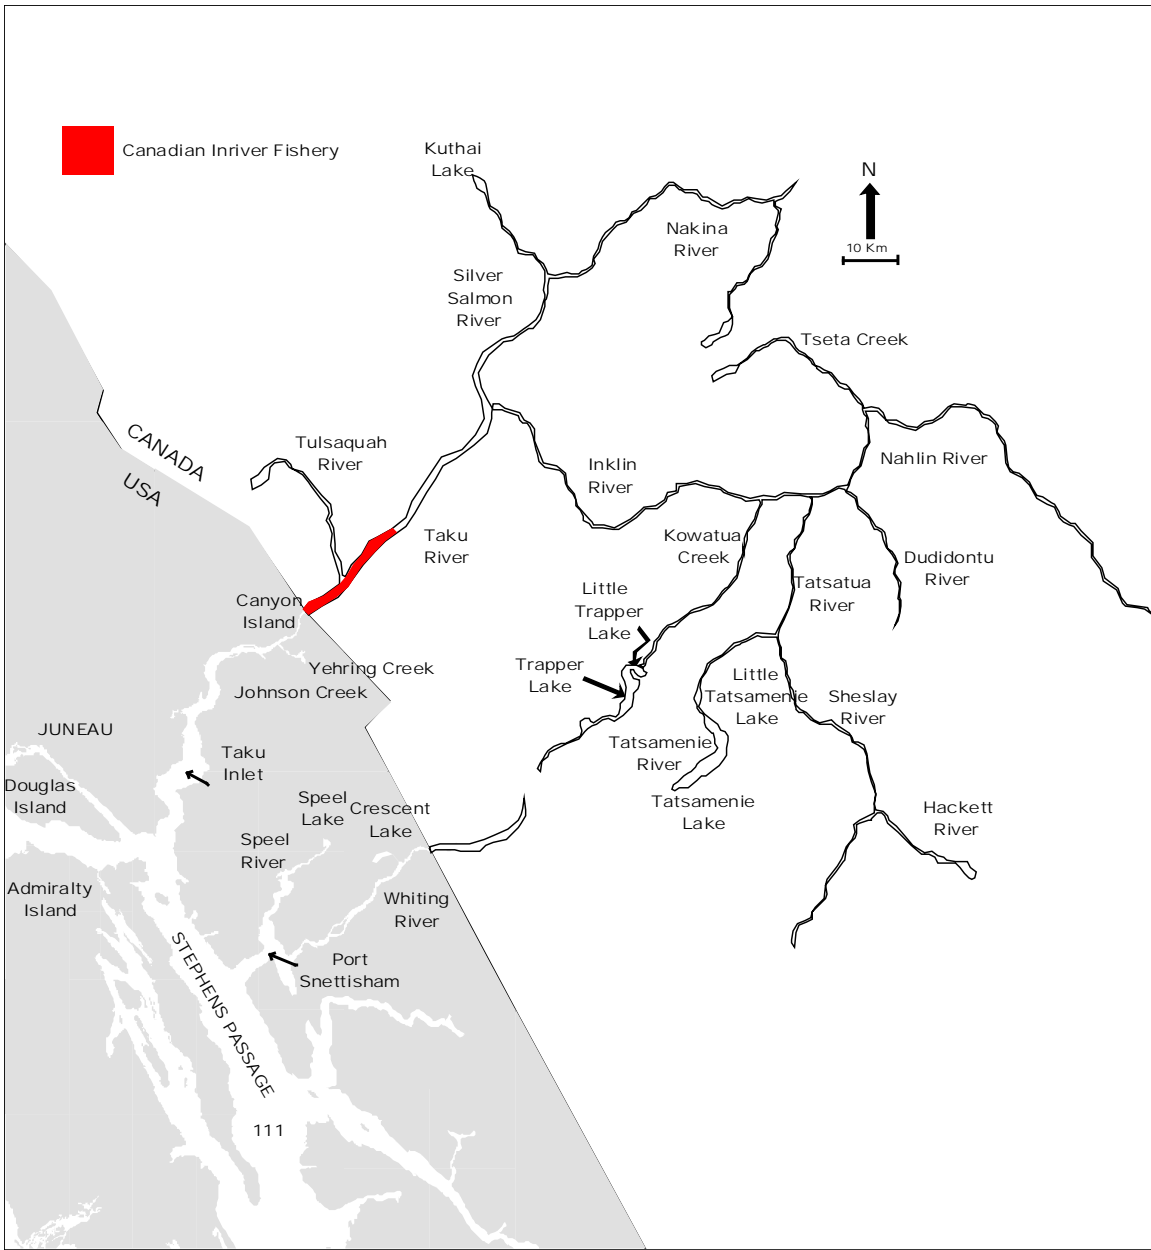 Canadian Inriver Fishery
Kuthai
Lake
N
10 Km
Nakina
River
Silver
Salmon
River
Tseta Creek
CANADA
USA
Tulsaquah
River
Inklin
River
Nahlin River
Taku
River
Kowatua
Creek
Dudidontu
River
Tatsatua
River
Little
Trapper
Lake
Canyon
Island
Yehring Creek
Johnson Creek
Trapper
Lake
Little
Tatsamenie
Lake
Sheslay
River
JUNEAU
Taku
Inlet
Tatsamenie
River
Douglas
Island
Speel
Lake
Crescent
Lake
Tatsamenie
Lake
Hackett
River
Speel
River
Admiralty
Island
Whiting
River
Port
Snettisham
STEPHENS PASSAGE
111